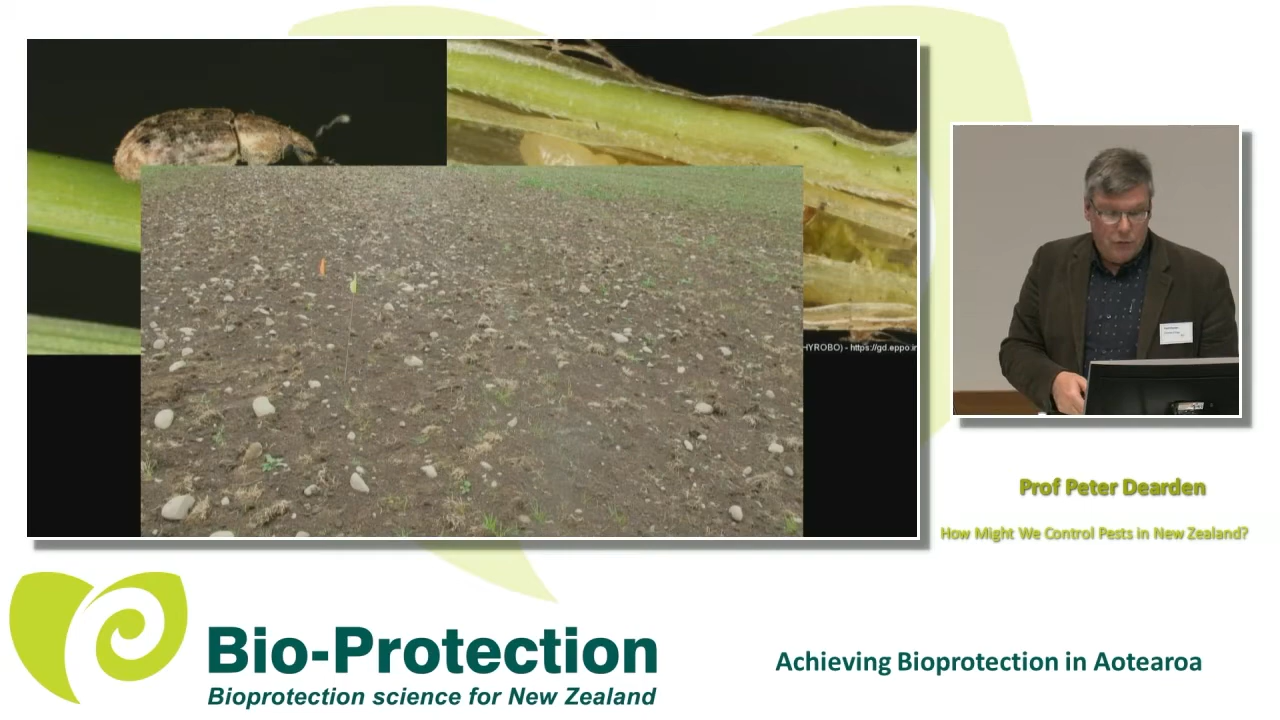 HYROBO) - https://gd.eppo.in
Prof Peter Dearden
How Might We Control Pests in New Zealand?
Bio-Protection
Bioprotection science for New Zealand
Achieving Bioprotection in Aotearoa